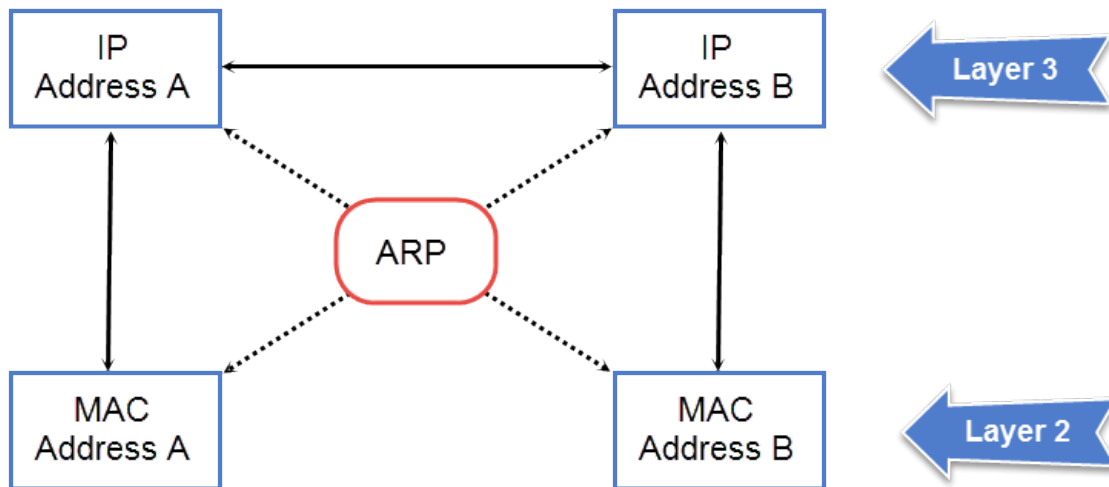 IP
Address A
IP
Address B
Layer 3
ARP
MAC
Address A
MAC
Address B
Layer 2